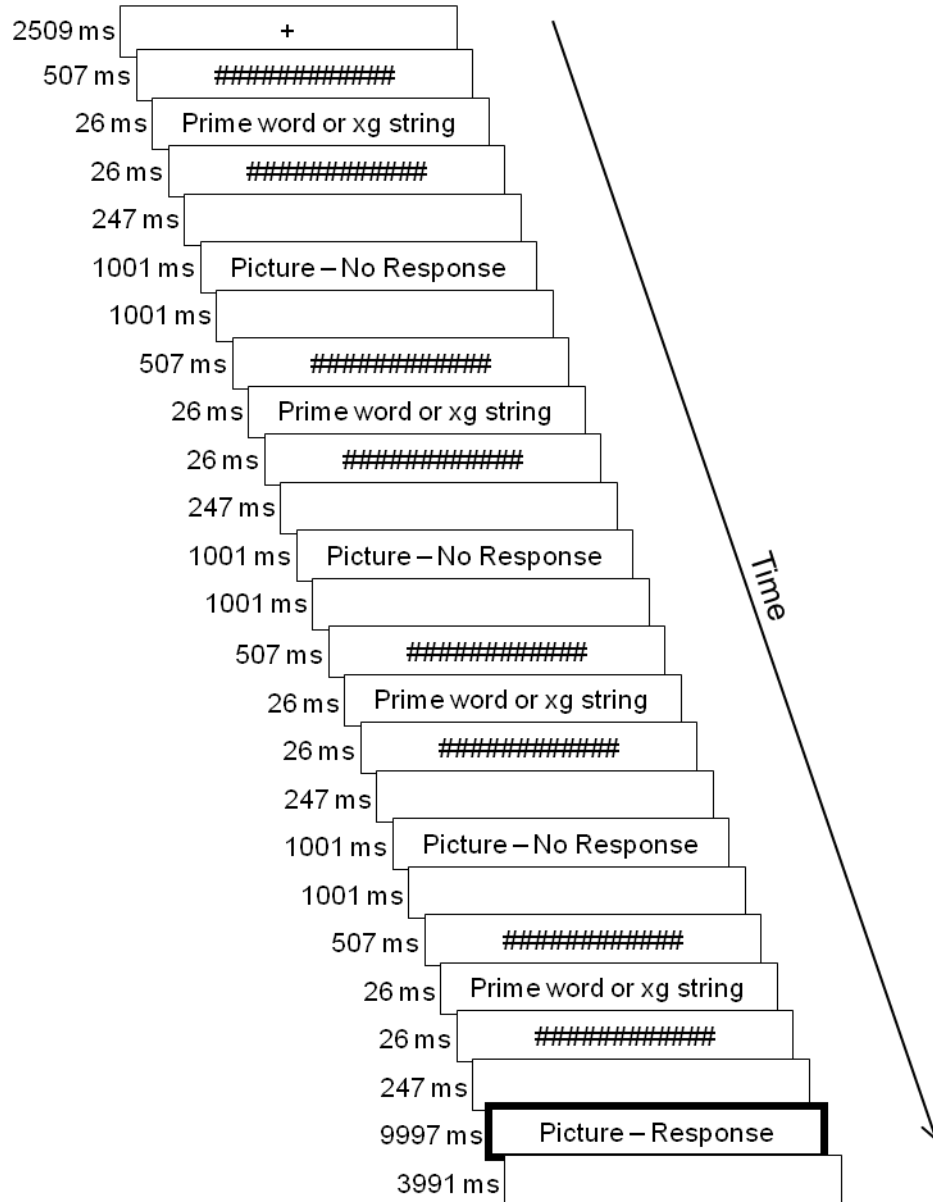 2509 ms +
507 ms #############
26 ms Prime word or xg string
26 ms #############
247 ms
1001 ms Picture – No Response
1001 ms
507 ms #############
26 ms Prime word or xg string
26 ms #############
247 ms
1001 ms Picture – No Response
1001 ms
507 ms #############
26 ms Prime word or xg string
26 ms #############
247 ms
1001 ms Picture – No Response
1001 ms
507 ms #############
26 ms Prime word or xg string
26 ms #############
247 ms
9997 ms Picture – Response
3991 ms
Time